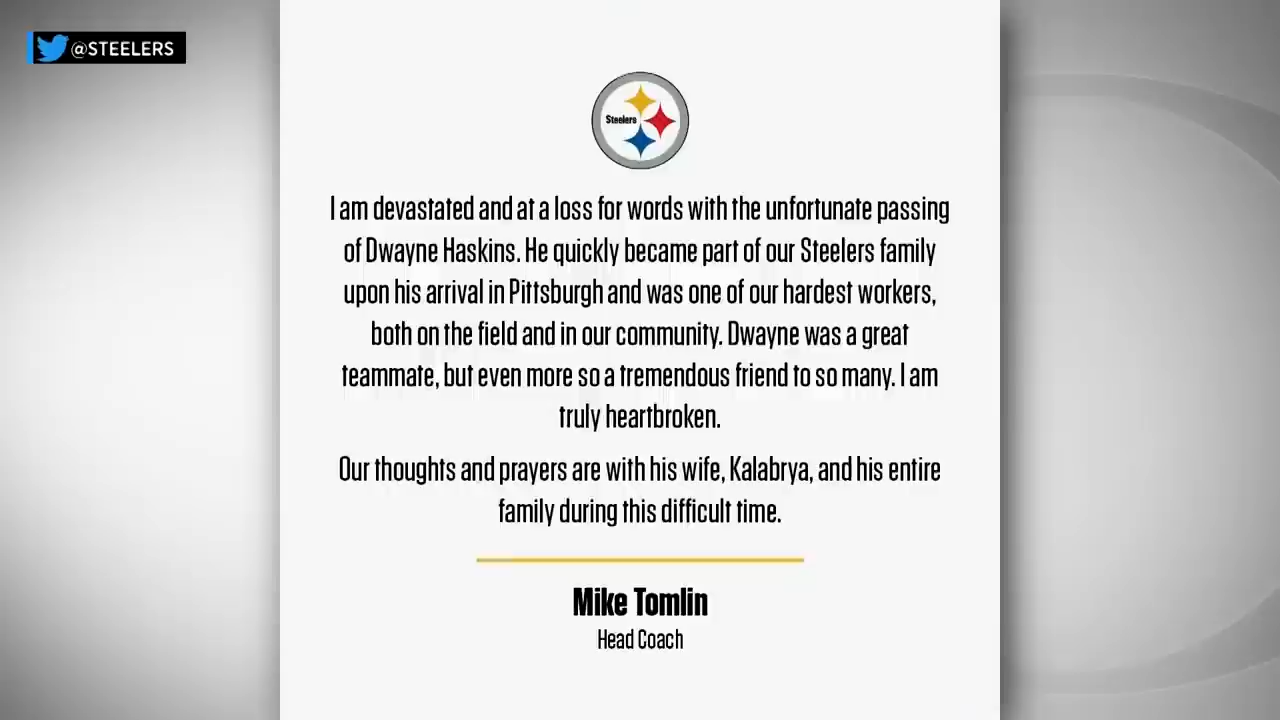 @STEELERS
Steelers
I am devastated and at a loss for words with the unfortunate passing
of Dwayne Haskins. He quickly became part of our Steelers family
upon his arrival in Pittsburgh and was one of our hardest workers,
both on the field and in our community. Dwayne was a great
teammate, but even more so a tremendous friend to so many. I am
truly heartbroken.
Our thoughts and prayers are with his wife, Kalabrya, and his entire
family during this difficult time.
Mike Tomlin
Head Coach